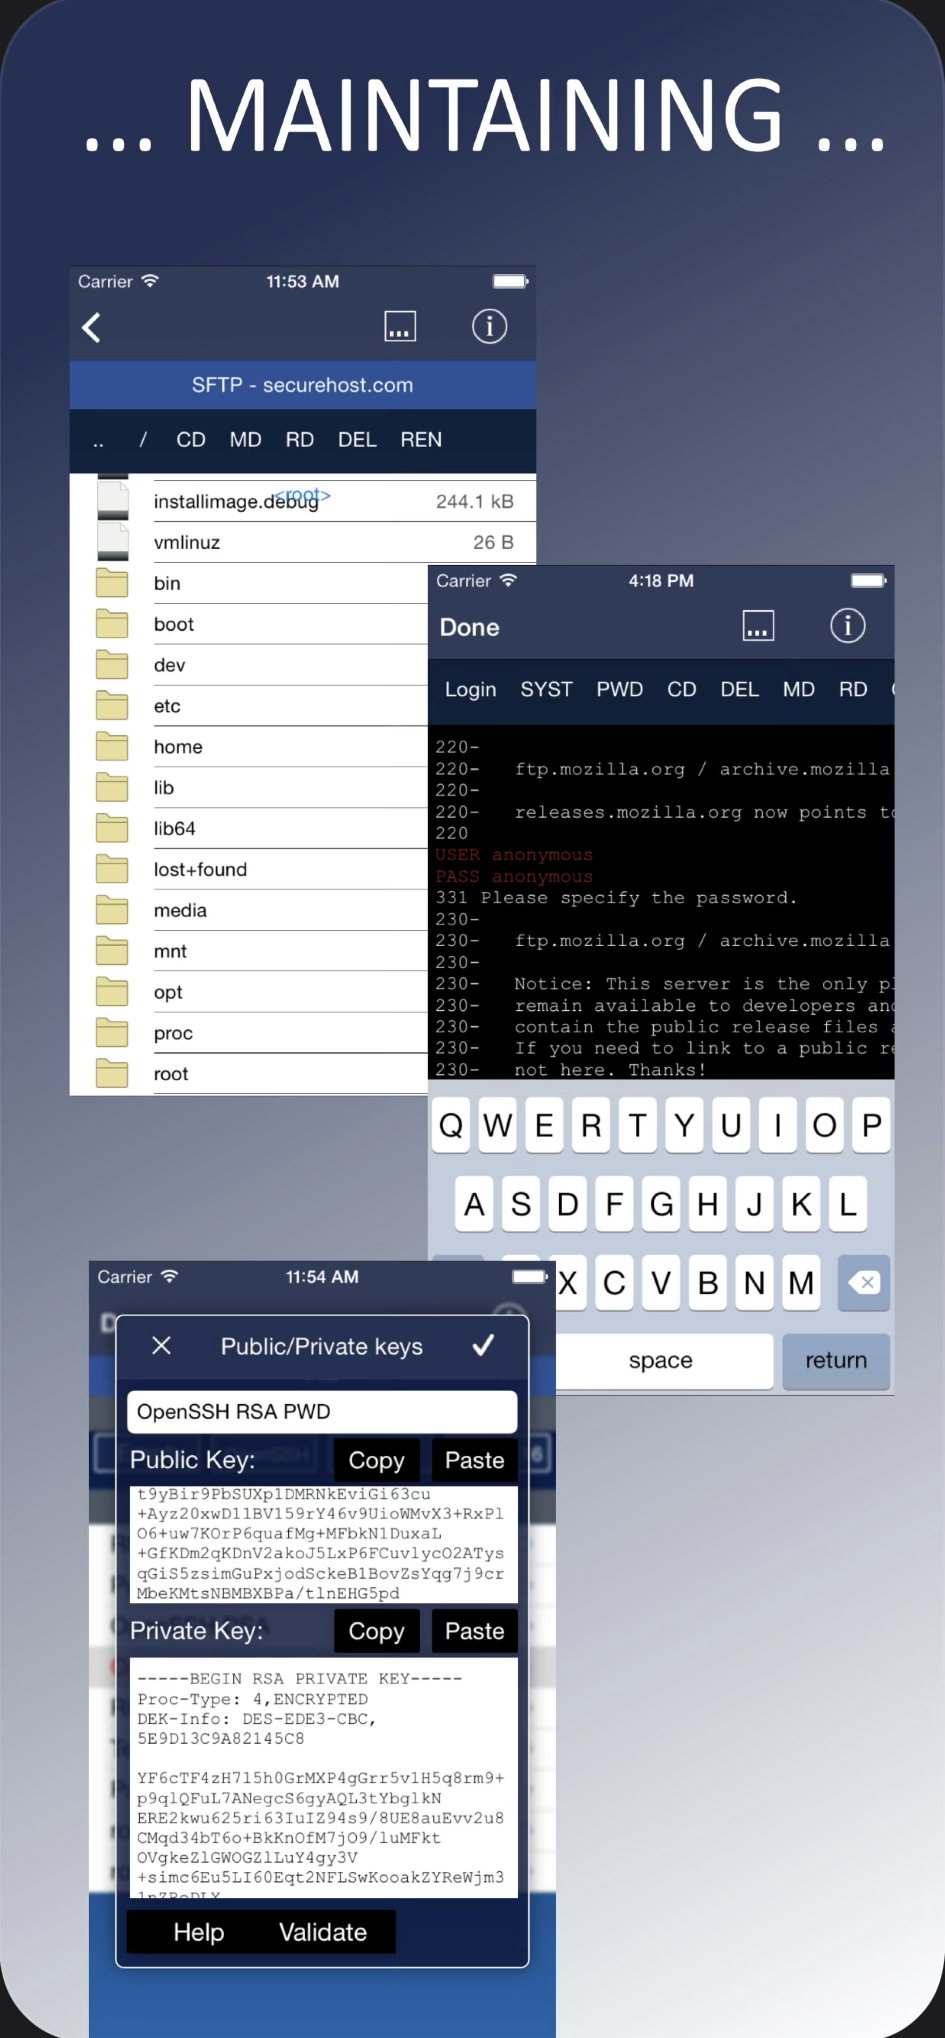 ... MAINTAINING ...
Carrier 11:53 AM
...
i
SFTP - securehost.com
.. / CD MD RD DEL REN
<root>
installimage.debug 244.1 kB
vmlinuz 26 B
bin
boot
dev
etc
home
lib
lib64
lost+found
media
mnt
opt
proc
root
Carrier 4:18 PM
Done ... i
Login SYST PWD CD DEL MD RD
220-
220- ftp.mozilla.org / archive.mozilla
220-
220- releases.mozilla.org now points to
220
USER anonymous
PASS anonymous
331 Please specify the password.
230-
230- ftp.mozilla.org / archive.mozilla
230-
230- Notice: This server is the only pl
230- remain available to developers and
230- contain the public release files a
230- If you need to link to a public re
230- not here. Thanks!
Q W E R T Y U I O P
A S D F G H J K L
X C V B N M
space return
Carrier 11:54 AM
Public/Private keys
OpenSSH RSA PWD
Public Key: Copy Paste
t9yBir9PbSUXp1DMRNkEviGi63cu
+Ayz20xwD11BV159rY46v9UioWMvX3+RxPl
O6+uw7KOrP6quafMg+MFbkN1DuxaL
+GfKDm2qKDnV2akoJ5LxP6FCuvlycO2ATys
qGiS5zsimGuPxjodSckeB1BovZsYqg7j9cr
MbeKMtsNBMBXBPa/tlnEHG5pd
Private Key: Copy Paste
-----BEGIN RSA PRIVATE KEY-----
Proc-Type: 4,ENCRYPTED
DEK-Info: DES-EDE3-CBC,
5E9D13C9A82145C8
YF6cTF4zH715h0GrMXP4gGrr5v1H5q8rm9+
p9qlQFuL7ANegcS6gyAQL3tYbglkN
ERE2kwu625ri63IuIZ94s9/8UE8auEvv2u8
CMqd34bT6o+BkKnOfM7jO9/luMFkt
OVgkeZlGWOGZlLuY4gy3V
+simc6Eu5LI60Eqt2NFLSwKooakZYReWjm3
Help Validate